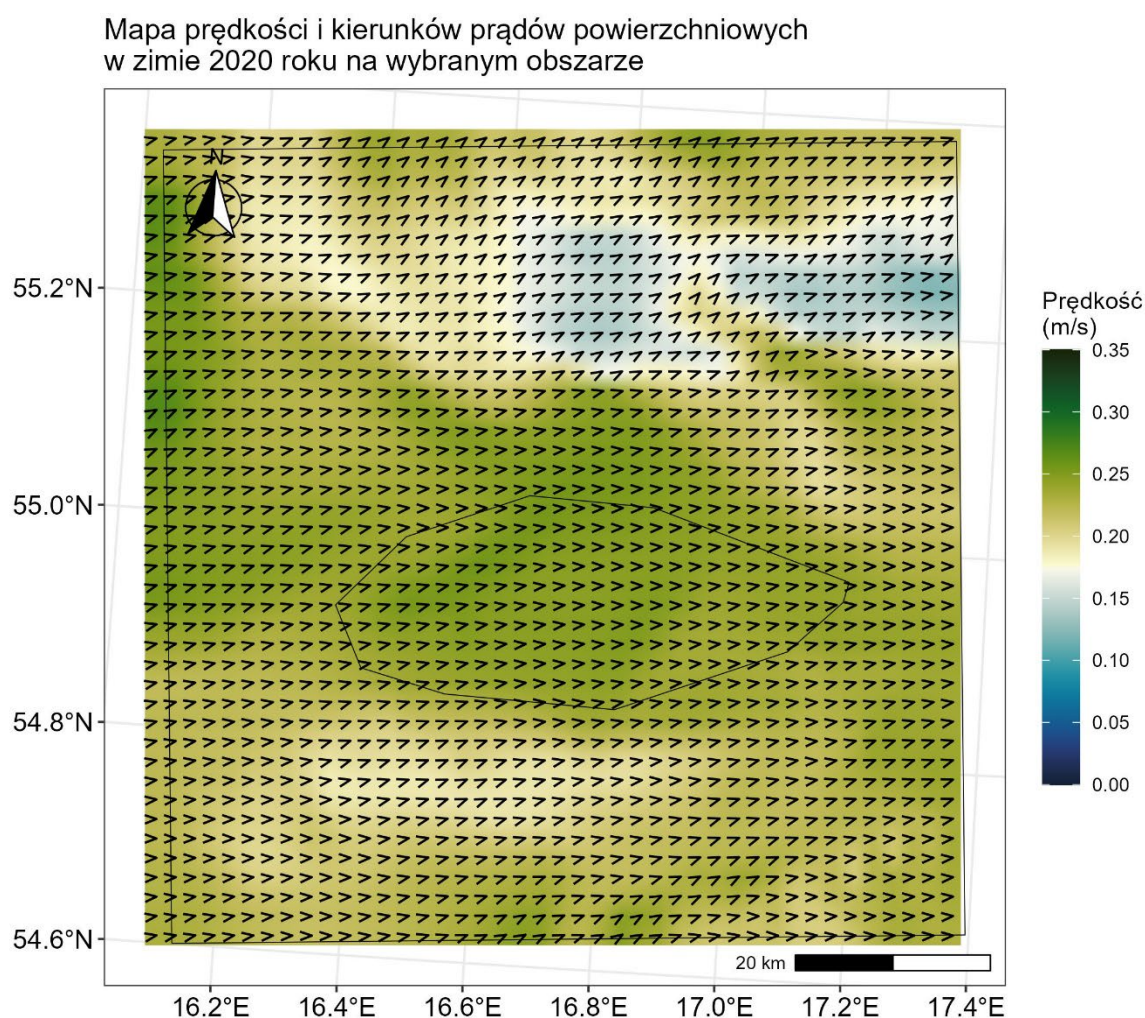 Mapa prędkości i kierunków prądów powierzchniowych
w zimie 2020 roku na wybranym obszarze
N
55.2°N
55.0°N
54.8°N
54.6°N
16.2°E
16.4°E
16.6°E
16.8°E
17.0°E
17.2°E
17.4°E
20 km
Prędkość
(m/s)
0.35
0.30
0.25
0.20
0.15
0.10
0.05
0.00